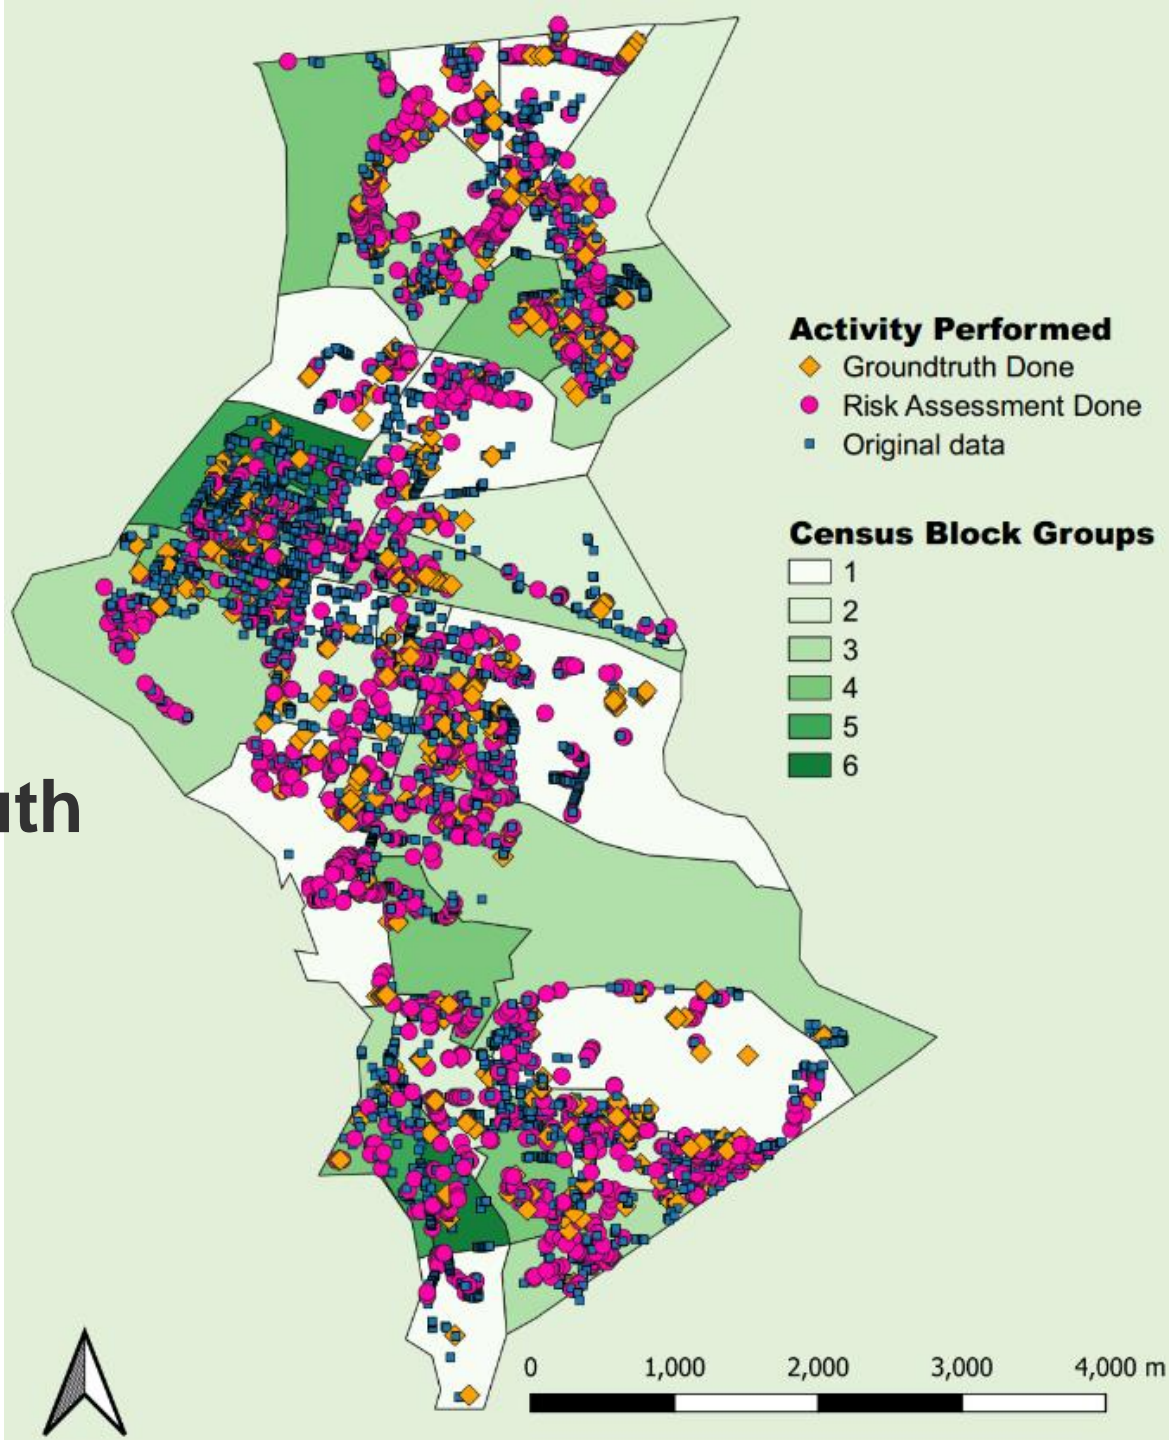 Activity Performed
Groundtruth Done
Risk Assessment Done
Original data
Census Block Groups
1
2
3
4
5
6
uth
0 1,000 2,000 3,000 4,000 m